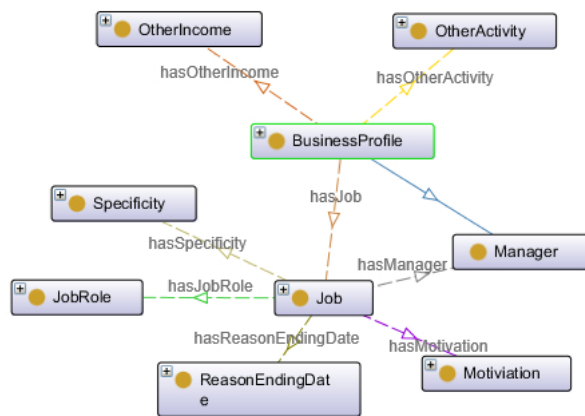 OtherIncome
OtherActivity
hasOtherIncome
hasOtherActivity
BusinessProfile
hasJob
Specificity
hasSpecificity
Manager
hasManager
hasJobRole
JobRole
Job
hasReasonEndingDate
hasMotivation
Motiviation
ReasonEndingDat
e